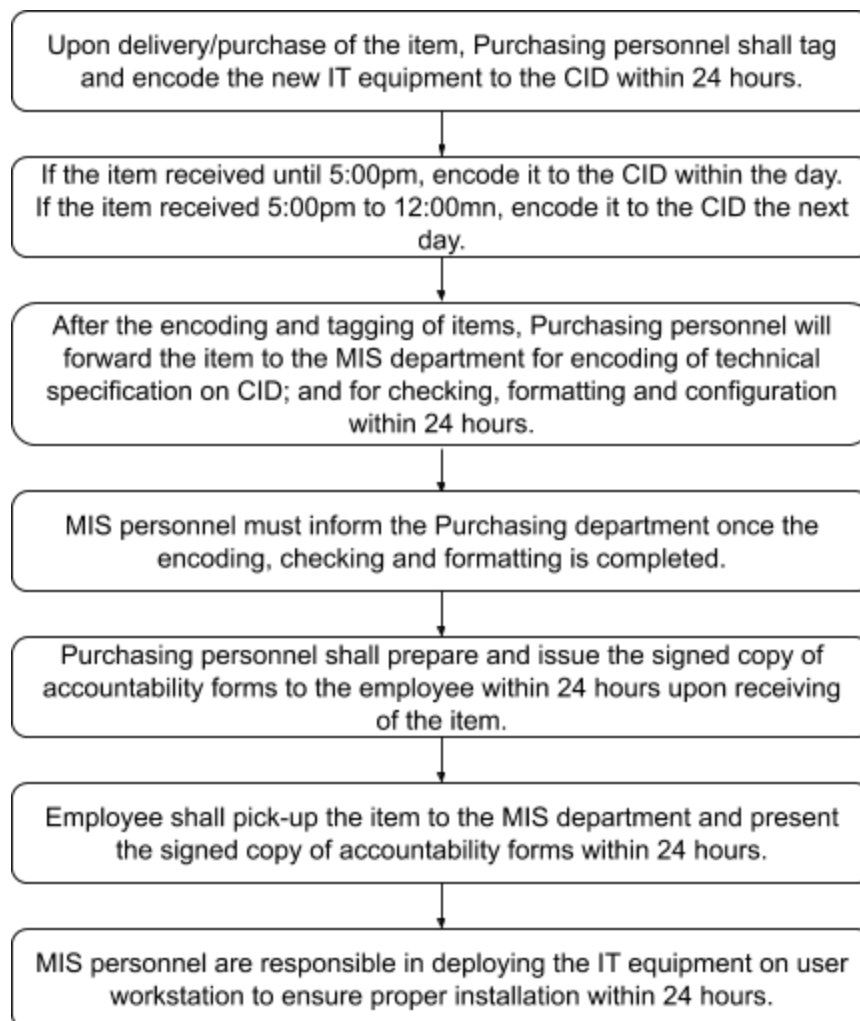 Upon delivery/purchase of the item, Purchasing personnel shall tag
and encode the new IT equipment to the CID within 24 hours.
If the item received until 5:00pm, encode it to the CID within the day.
If the item received 5:00pm to 12:00mn, encode it to the CID the next
day.
After the encoding and tagging of items, Purchasing personnel will
forward the item to the MIS department for encoding of technical
specification on CID; and for checking, formatting and configuration
within 24 hours.
MIS personnel must inform the Purchasing department once the
encoding, checking and formatting is completed.
Purchasing personnel shall prepare and issue the signed copy of
accountability forms to the employee within 24 hours upon receiving
of the item.
Employee shall pick-up the item to the MIS department and present
the signed copy of accountability forms within 24 hours.
MIS personnel are responsible in deploying the IT equipment on user
workstation to ensure proper installation within 24 hours.